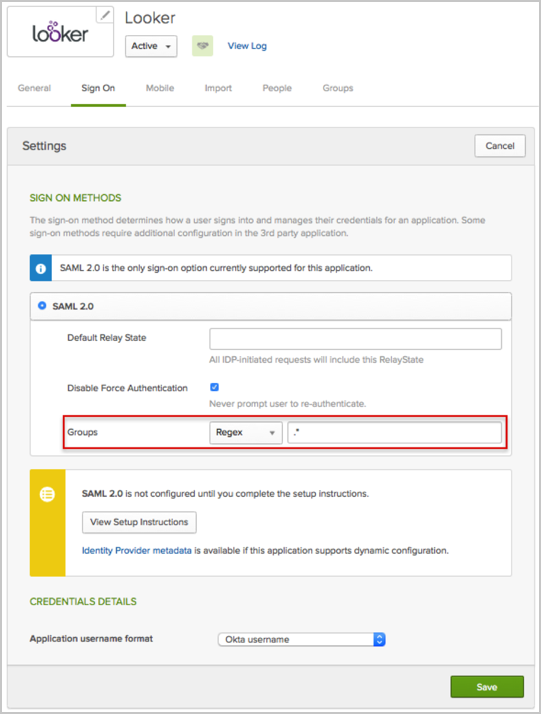 looker
Looker
Active
View Log
General Sign On Mobile Import People Groups
Settings
Cancel
SIGN ON METHODS
The sign-on method determines how a user signs into and manages their credentials for an application. Some
sign-on methods require additional configuration in the 3rd party application.
SAML 2.0 is the only sign-on option currently supported for this application.
SAML 2.0
Default Relay State
All IDP-initiated requests will include this RelayState
Disable Force Authentication
Never prompt user to re-authenticate.
Groups Regex .*
SAML 2.0 is not configured until you complete the setup instructions.
View Setup Instructions
Identity Provider metadata is available if this application supports dynamic configuration.
CREDENTIALS DETAILS
Application username format Okta username
Save